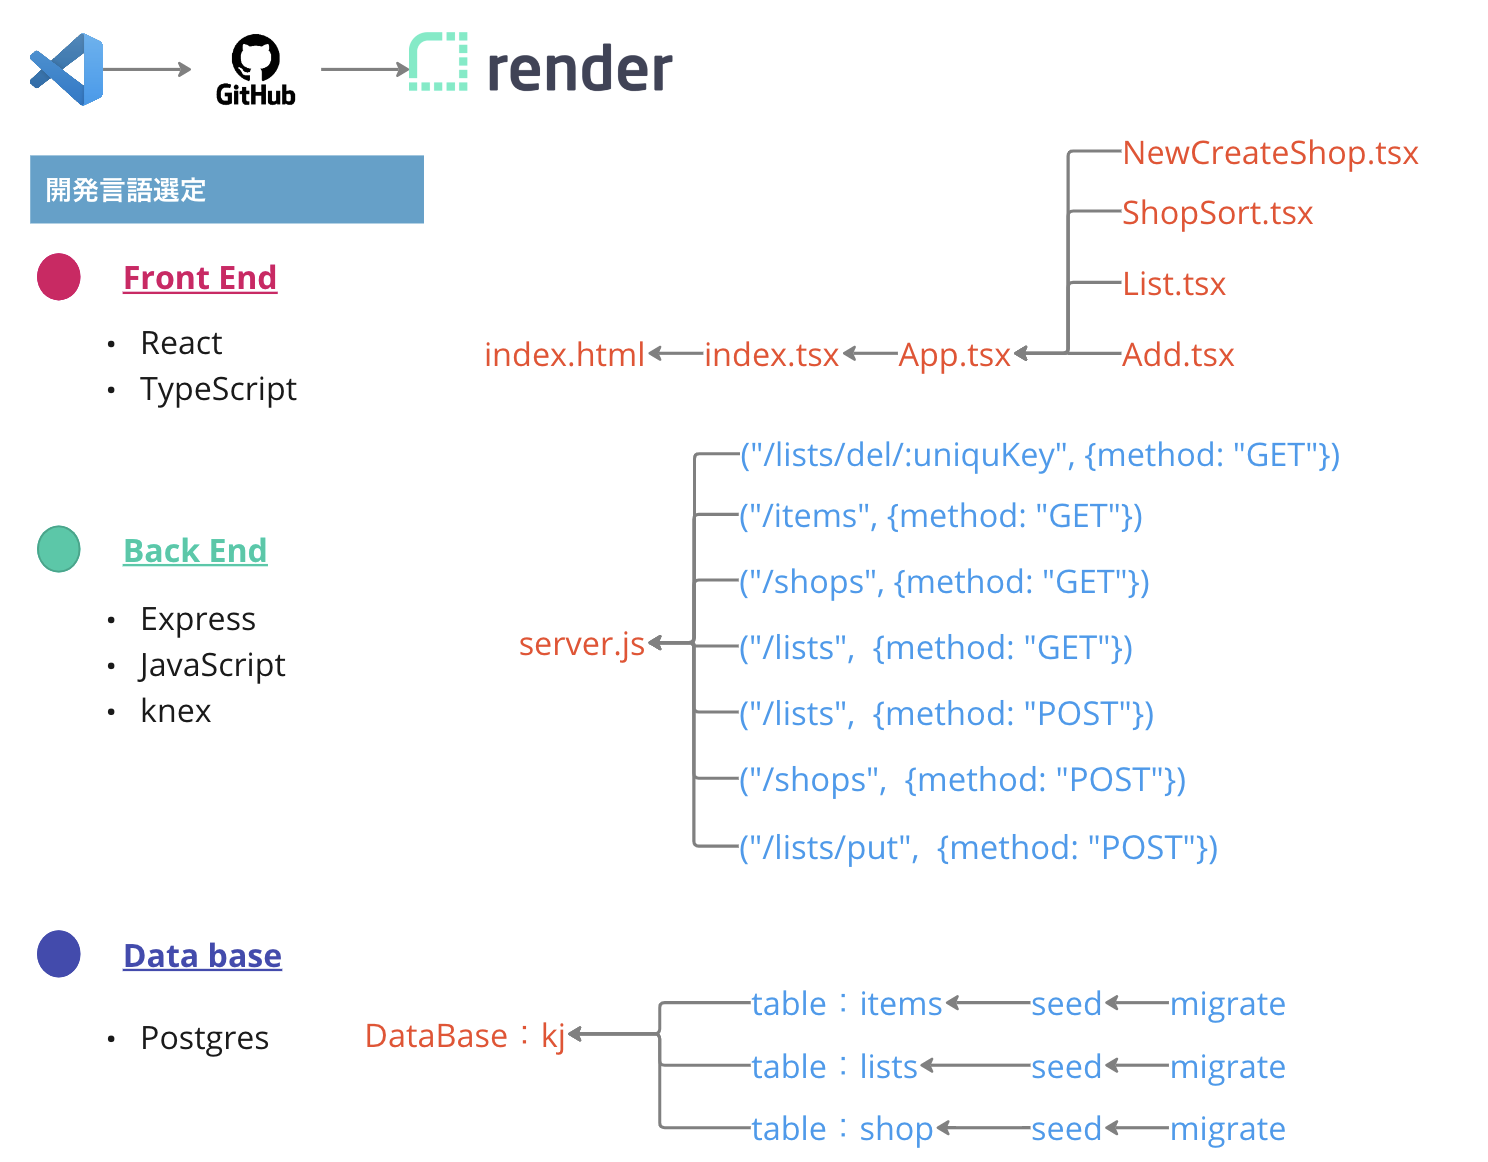 GitHub
render
開発言語選定
Front End
・ React
・ TypeScript
NewCreateShop.tsx
ShopSort.tsx
List.tsx
index.html
index.tsx
App.tsx
Add.tsx
Back End
・ Express
・ JavaScript
・ knex
server.js
("/lists/del/:uniquKey", {method: "GET"})
("/items", {method: "GET"})
("/shops", {method: "GET"})
("/lists",  {method: "GET"})
("/lists",  {method: "POST"})
("/shops",  {method: "POST"})
("/lists/put",  {method: "POST"})
Data base
・ Postgres
DataBase：kj
table：items
seed
migrate
table：lists
seed
migrate
table：shop
seed
migrate